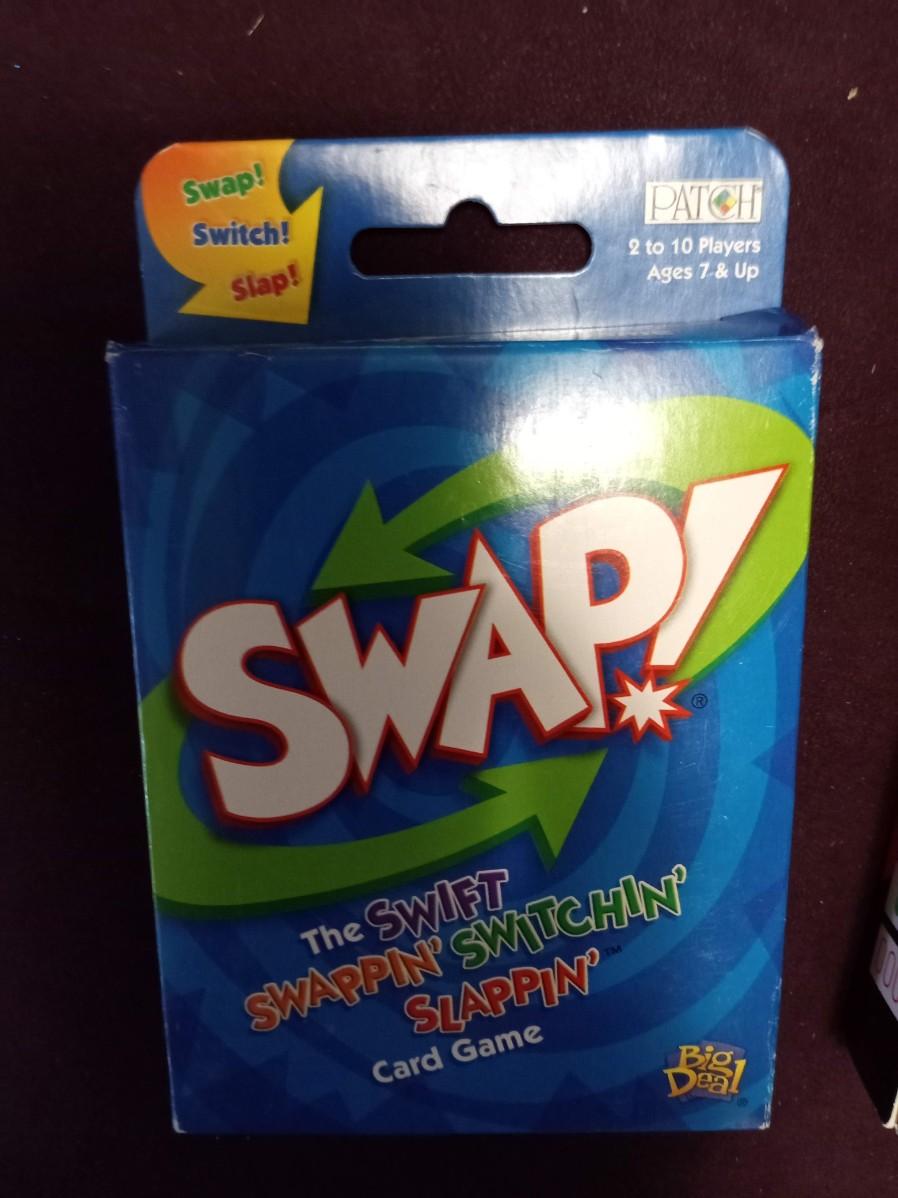 Swap!
Switch!
Slap!
PATCH
2 to 10 Players
Ages 7 & Up
SWAP!®
The SWIFT
SWAPPIN' SWITCHIN'
SLAPPIN'™
Card Game
Big
Deal®